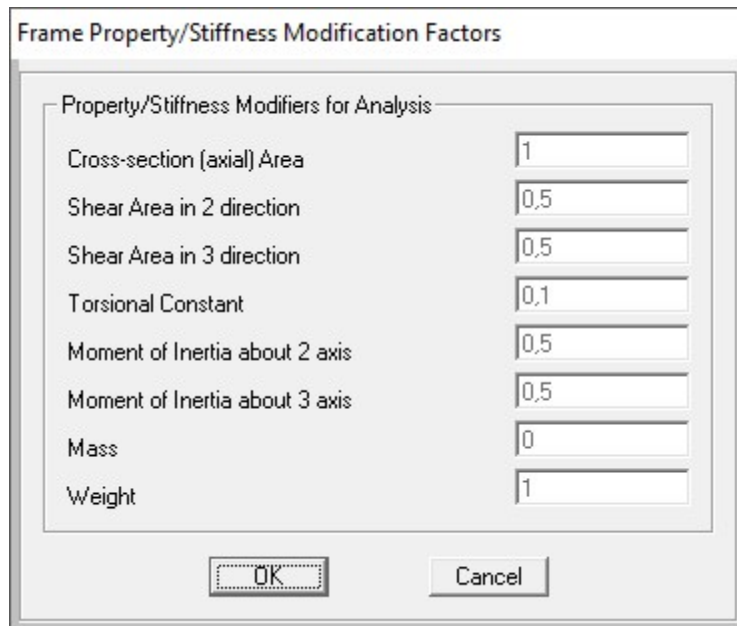 Frame Property/Stiffness Modification Factors
Property/Stiffness Modifiers for Analysis
Cross-section (axial) Area 1
Shear Area in 2 direction 0,5
Shear Area in 3 direction 0,5
Torsional Constant 0,1
Moment of Inertia about 2 axis 0,5
Moment of Inertia about 3 axis 0,5
Mass 0
Weight 1
OK Cancel